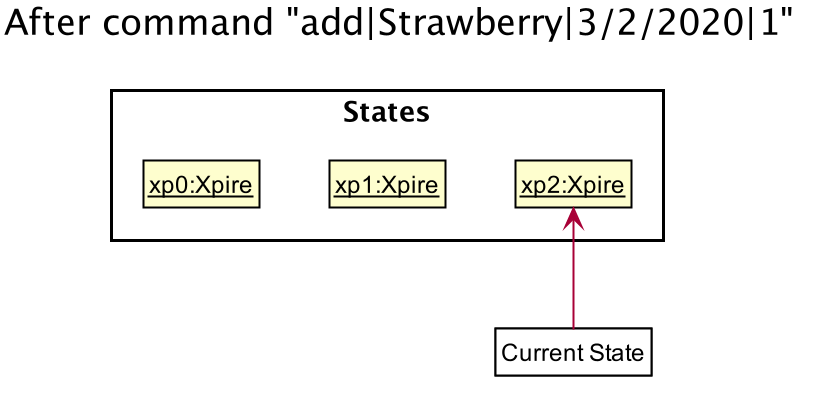 After command "add|Strawberry|3/2/2020|1"
States
xp0:Xpire xp1:Xpire xp2:Xpire
Current State